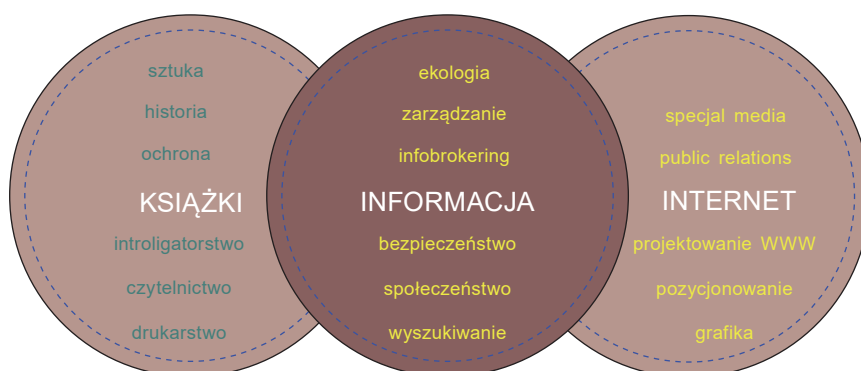 sztuka
historia
ochrona
KSIĄŻKI
introligatorstwo
czytelnictwo
drukarstwo
ekologia
zarządzanie
infobrokering
INFORMACJA
bezpieczeństwo
społeczeństwo
wyszukiwanie
specjal media
public relations
INTERNET
projektowanie WWW
pozycjonowanie
grafika